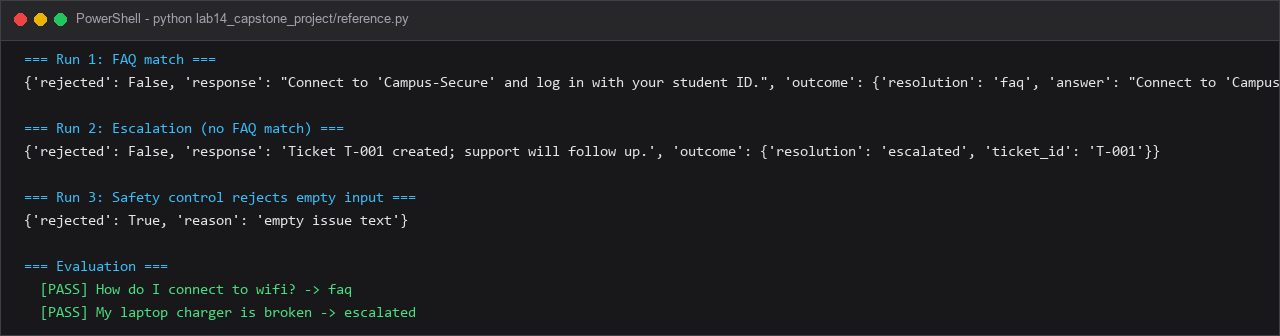 PowerShell - python lab14_capstone_project/reference.py
=== Run 1: FAQ match ===
{'rejected': False, 'response': "Connect to 'Campus-Secure' and log in with your student ID.", 'outcome': {'resolution': 'faq', 'answer': "Connect to 'Campus
=== Run 2: Escalation (no FAQ match) ===
{'rejected': False, 'response': 'Ticket T-001 created; support will follow up.', 'outcome': {'resolution': 'escalated', 'ticket_id': 'T-001'}}
=== Run 3: Safety control rejects empty input ===
{'rejected': True, 'reason': 'empty issue text'}
=== Evaluation ===
[PASS] How do I connect to wifi? -> faq
[PASS] My laptop charger is broken -> escalated